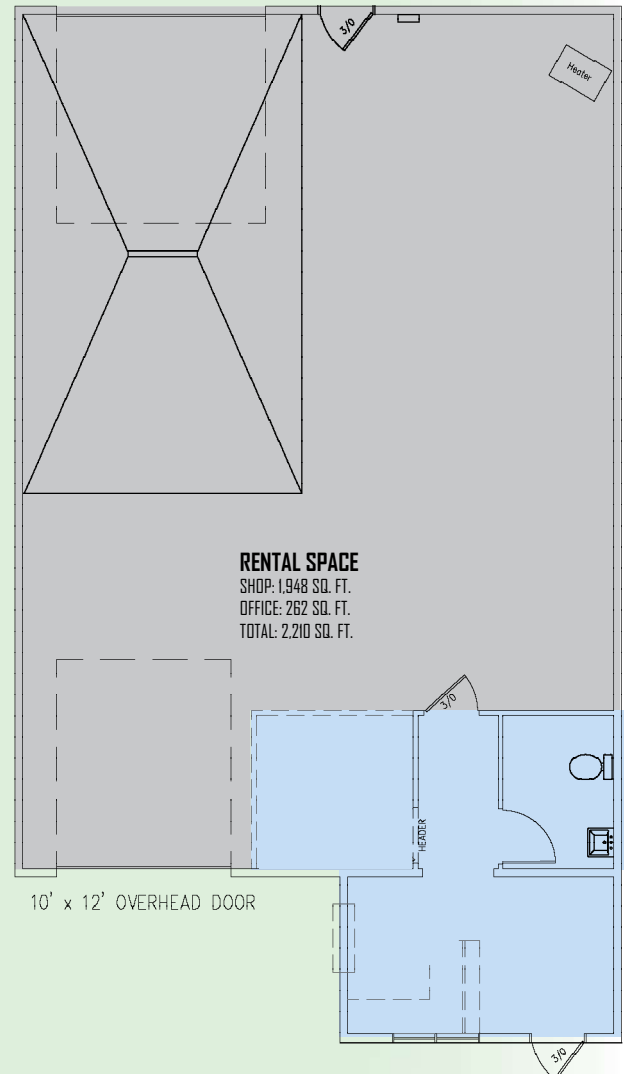 3/0
Heater
RENTAL SPACE
SHOP: 1,948 SQ. FT.
OFFICE: 262 SQ. FT.
TOTAL: 2,210 SQ. FT.
3/0
HEADER
10' x 12' OVERHEAD DOOR
3/0